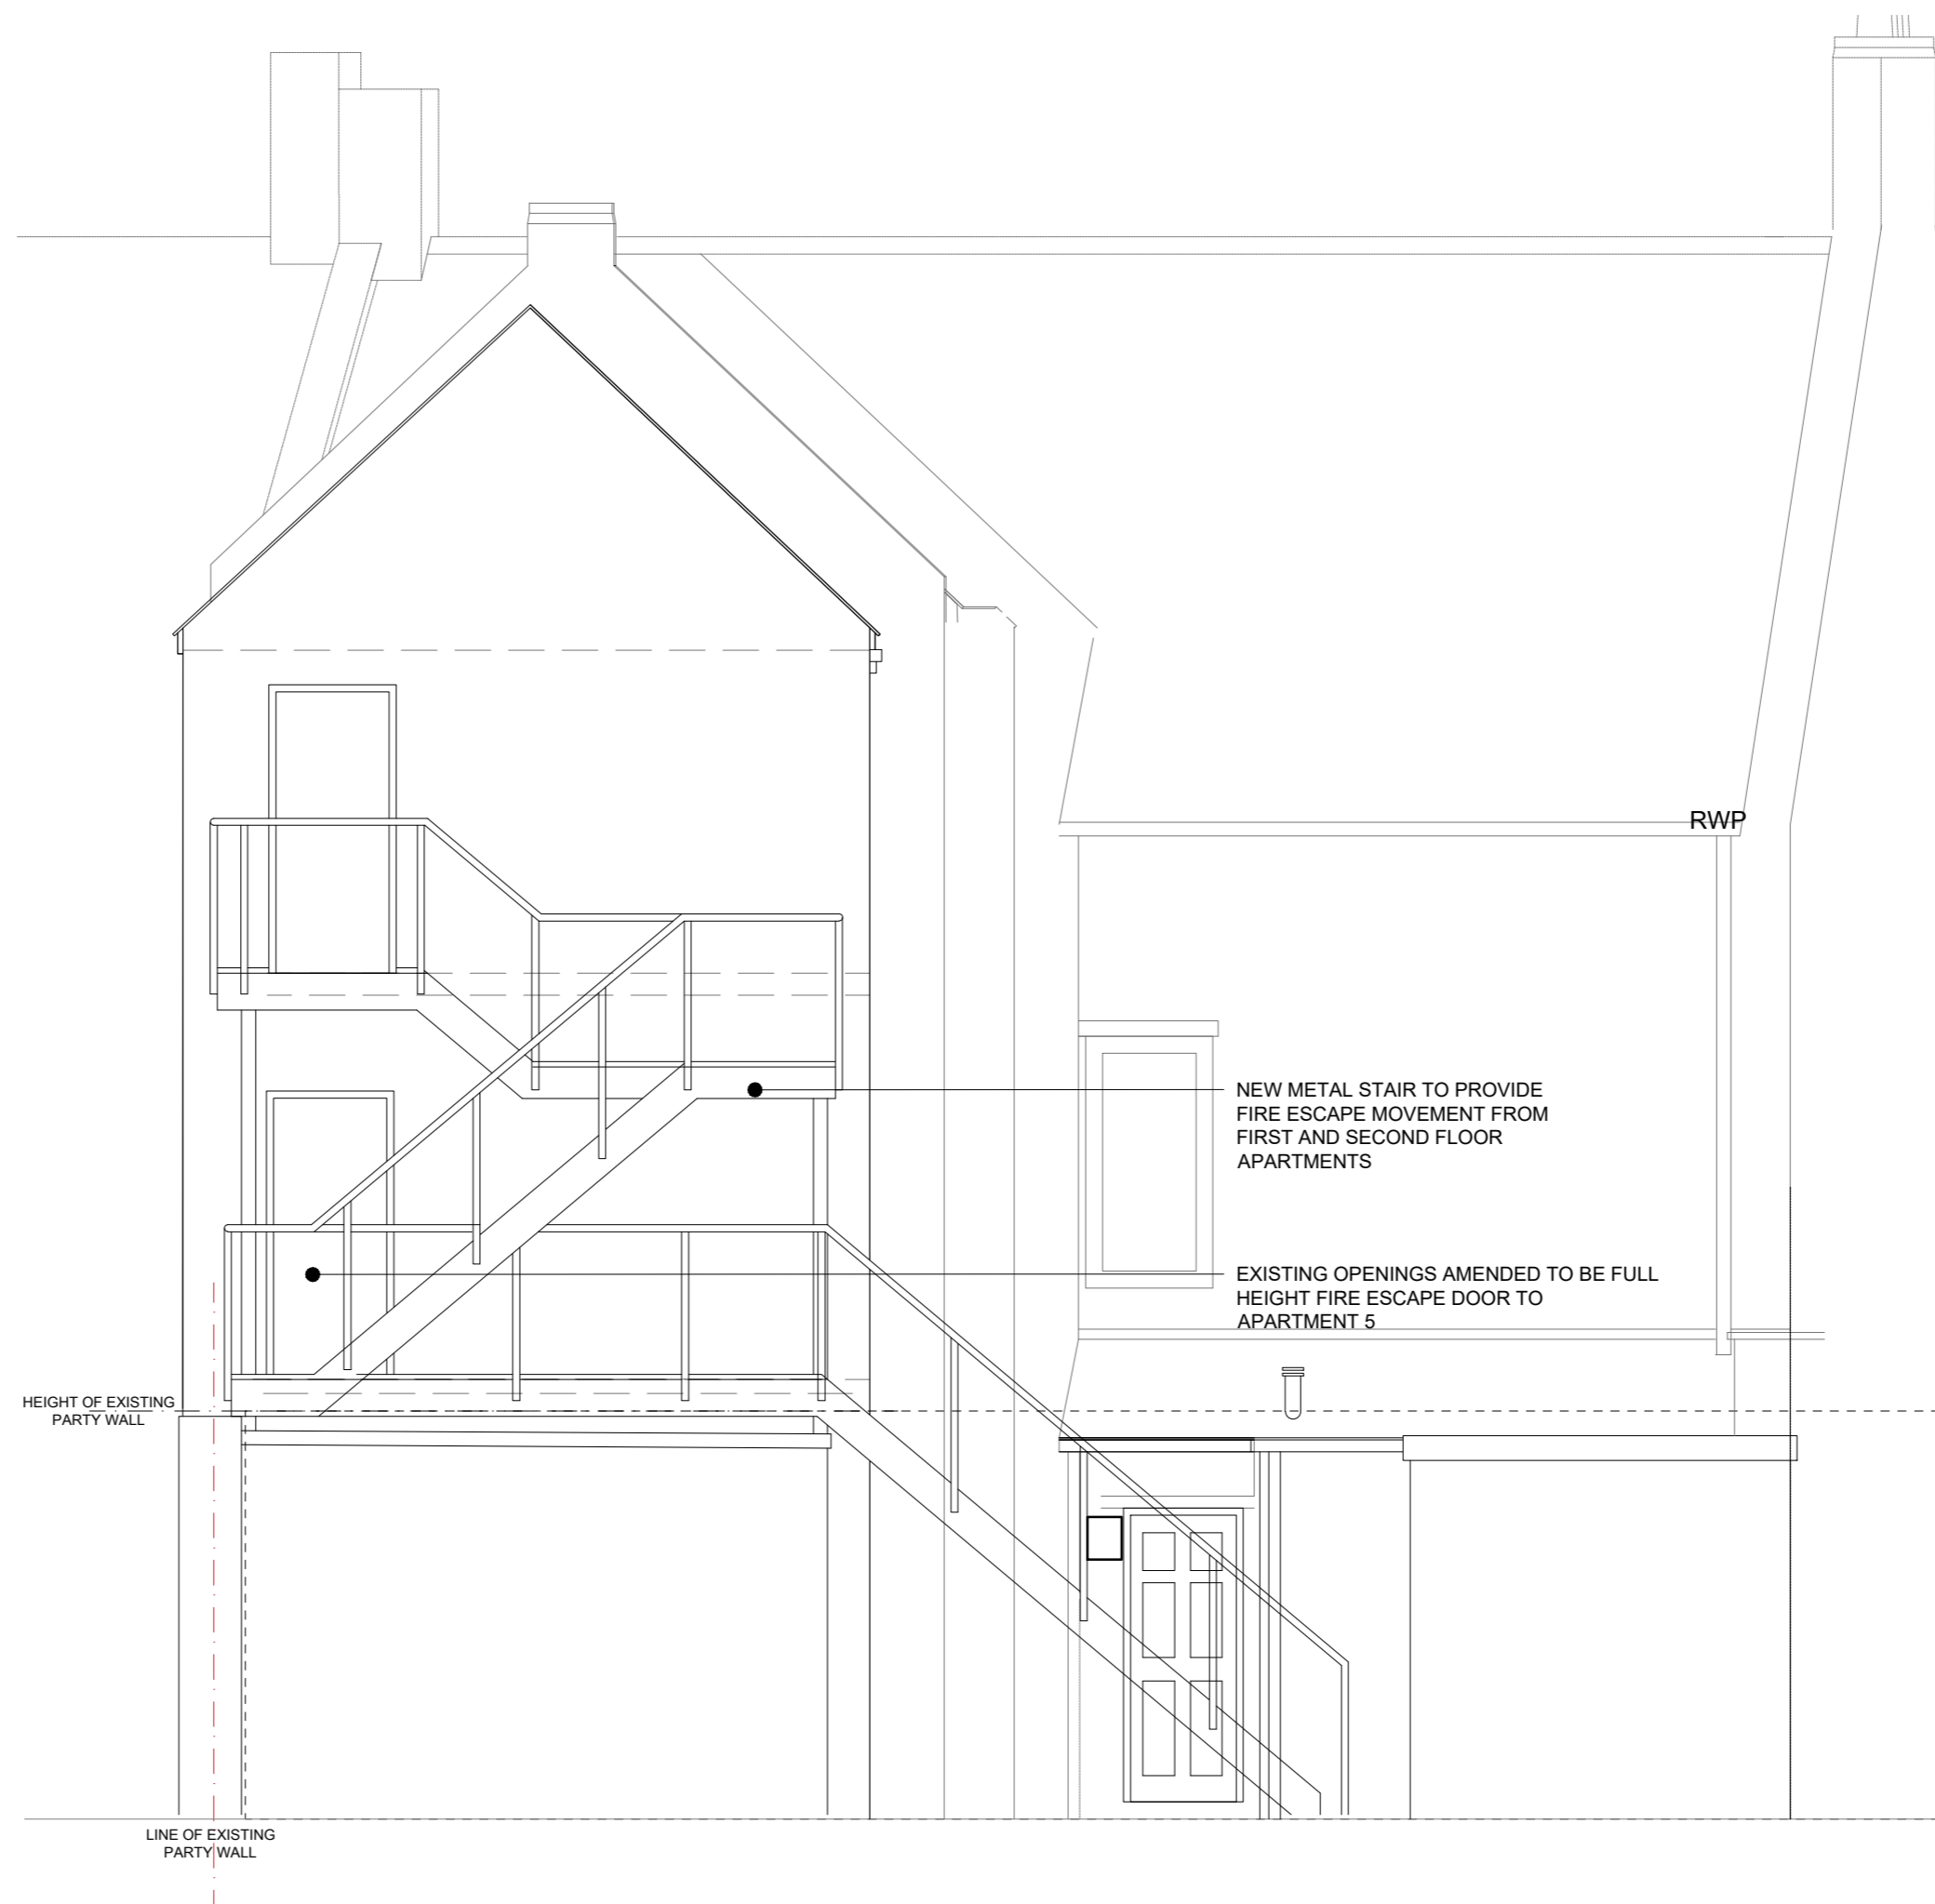 RWP
NEW METAL STAIR TO PROVIDE
FIRE ESCAPE MOVEMENT FROM
FIRST AND SECOND FLOOR
APARTMENTS
EXISTING OPENINGS AMENDED TO BE FULL
HEIGHT FIRE ESCAPE DOOR TO
APARTMENT 5
HEIGHT OF EXISTING
PARTY WALL
LINE OF EXISTING
PARTY WALL